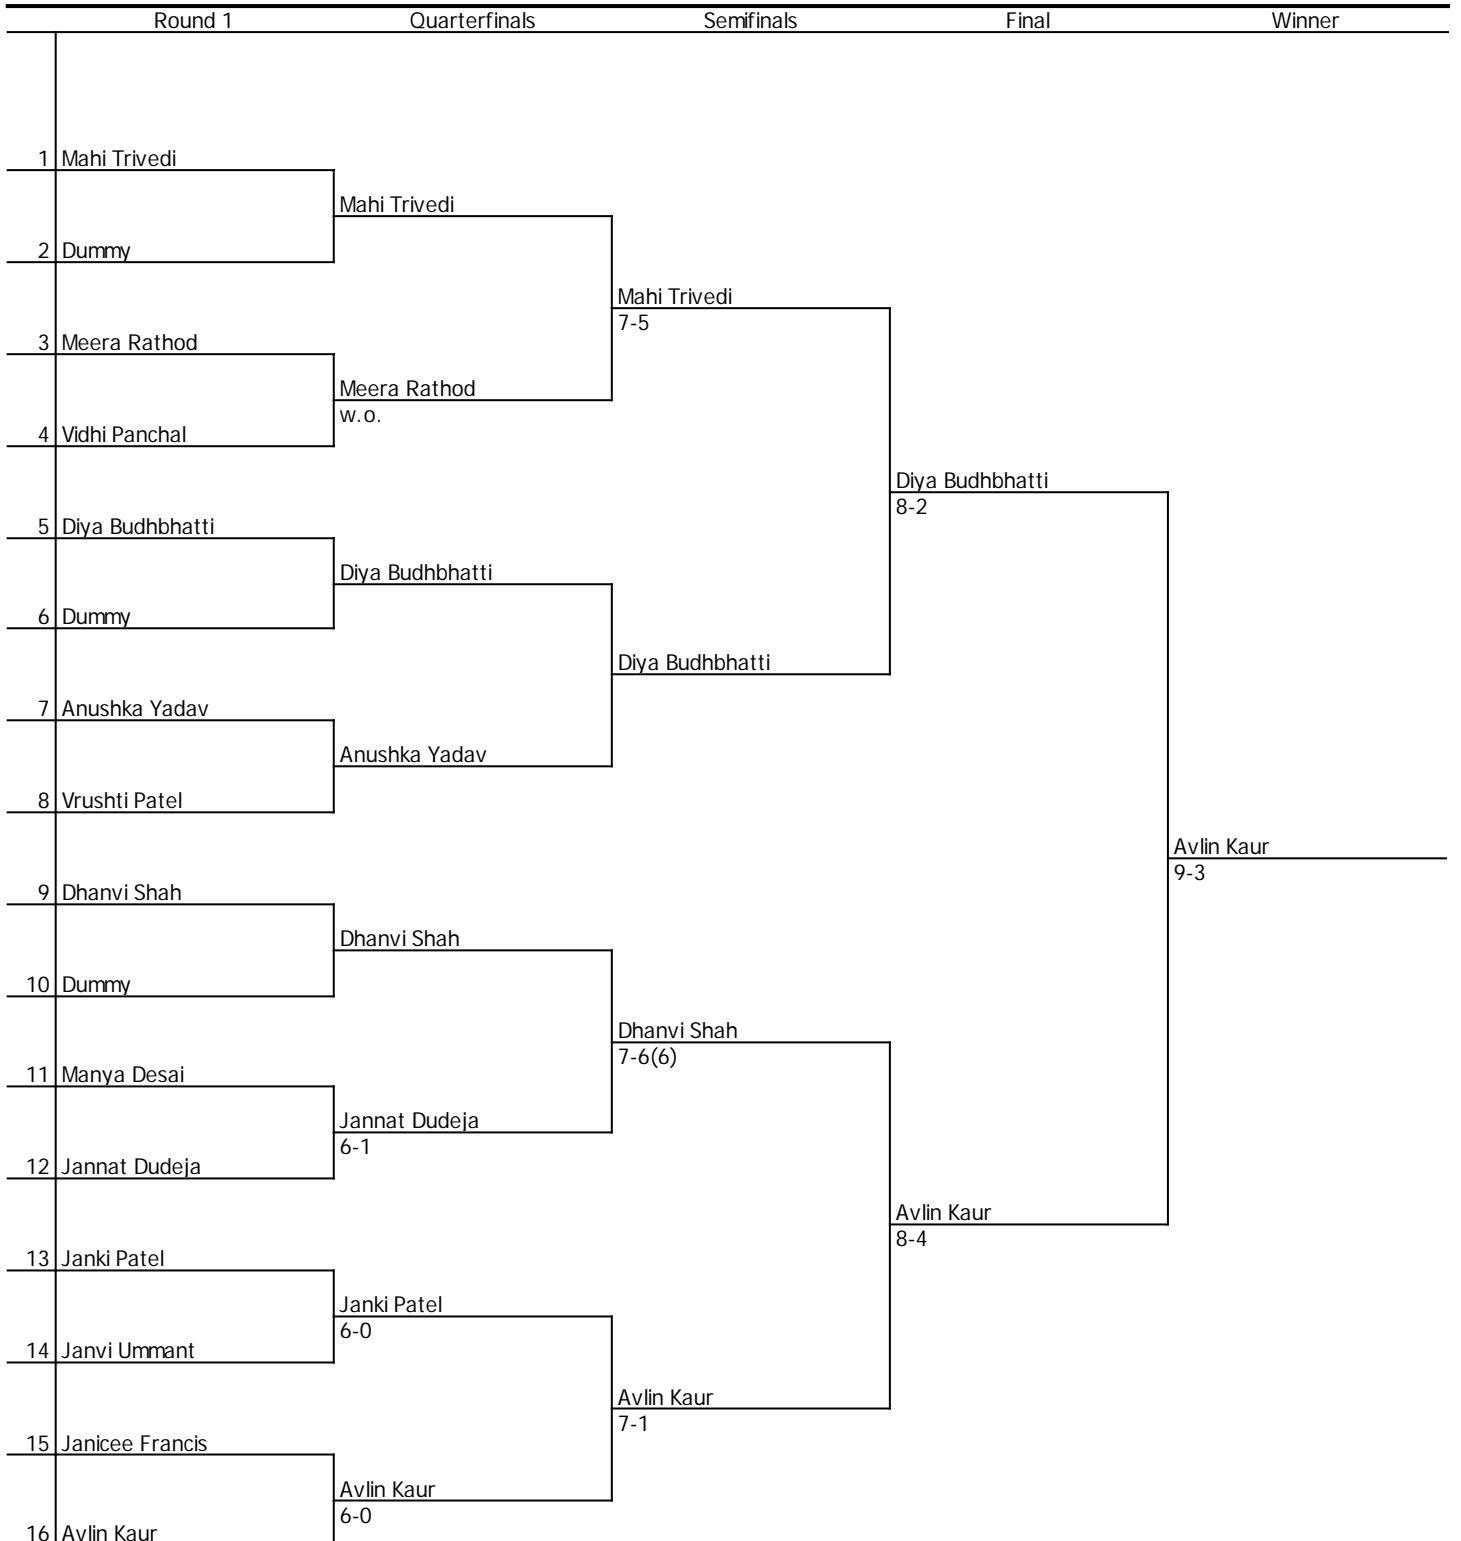 Round 1 Quarterfinals Semifinals Final Winner
1 Mahi Trivedi
Mahi Trivedi
2 Dummy
Mahi Trivedi
7-5
3 Meera Rathod
Meera Rathod
w.o.
4 Vidhi Panchal
Diya Budhbhatti
8-2
5 Diya Budhbhatti
Diya Budhbhatti
6 Dummy
Diya Budhbhatti
7 Anushka Yadav
Anushka Yadav
8 Vrushti Patel
Avlin Kaur
9-3
9 Dhanvi Shah
Dhanvi Shah
10 Dummy
Dhanvi Shah
7-6(6)
11 Manya Desai
Jannat Dudeja
6-1
12 Jannat Dudeja
Avlin Kaur
8-4
13 Janki Patel
Janki Patel
6-0
14 Janvi Ummant
Avlin Kaur
7-1
15 Janicee Francis
Avlin Kaur
6-0
16 Avlin Kaur